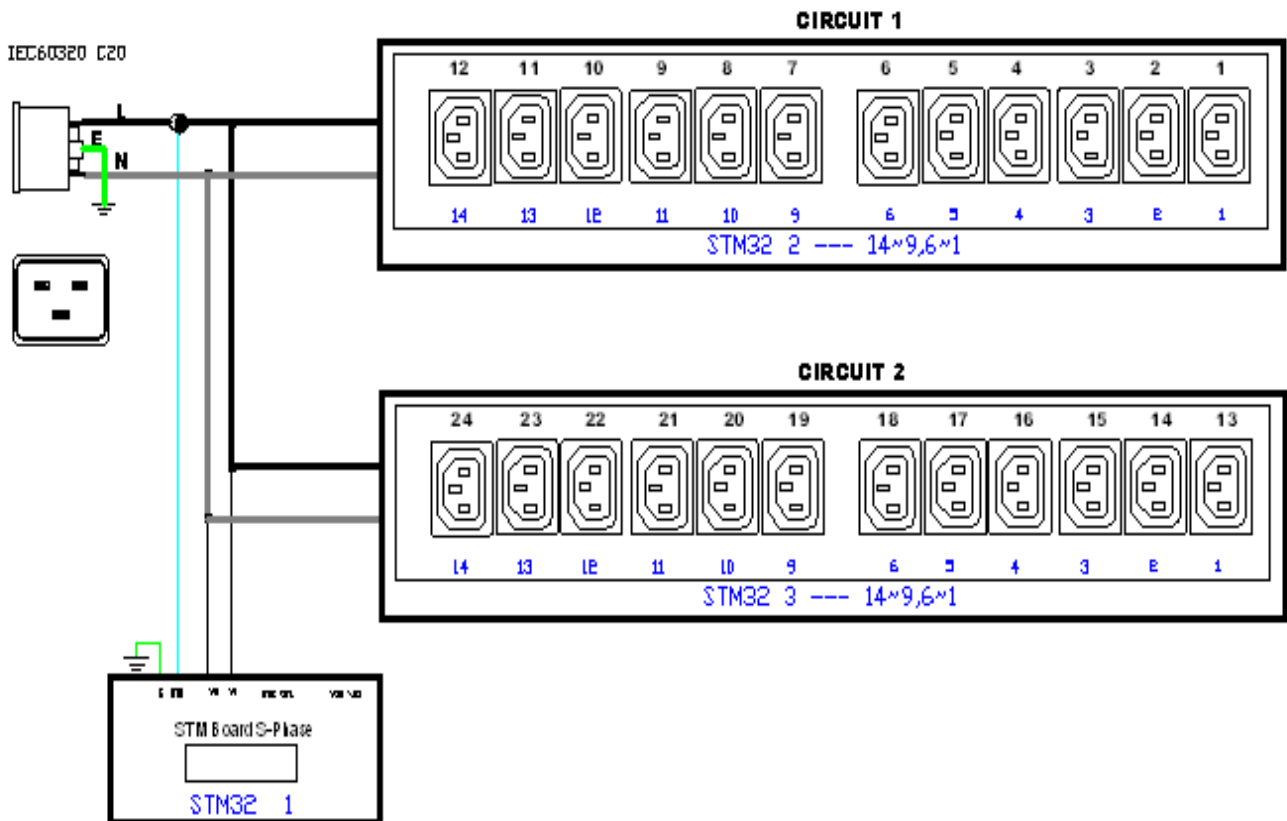 CIRCUIT 1
IEC60320 C20
12 11 10 9 8 7 6 5 4 3 2 1
L
E
N
14 13 12 11 10 9 6 5 4 3 2 1
STM32 2 --- 14~9,6~1
CIRCUIT 2
24 23 22 21 20 19 18 17 16 15 14 13
14 13 12 11 10 9 6 5 4 3 2 1
STM32 3 --- 14~9,6~1
STM Board S-Phase
STM32 1